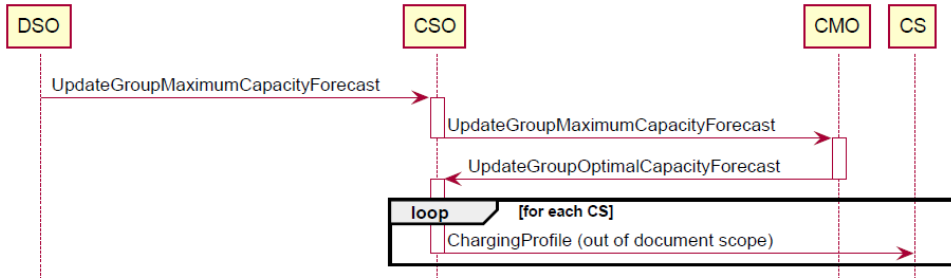 DSO
CSO
CMO
CS
UpdateGroupMaximumCapacityForecast
UpdateGroupMaximumCapacityForecast
UpdateGroupOptimalCapacityForecast
loop
[for each CS]
ChargingProfile (out of document scope)